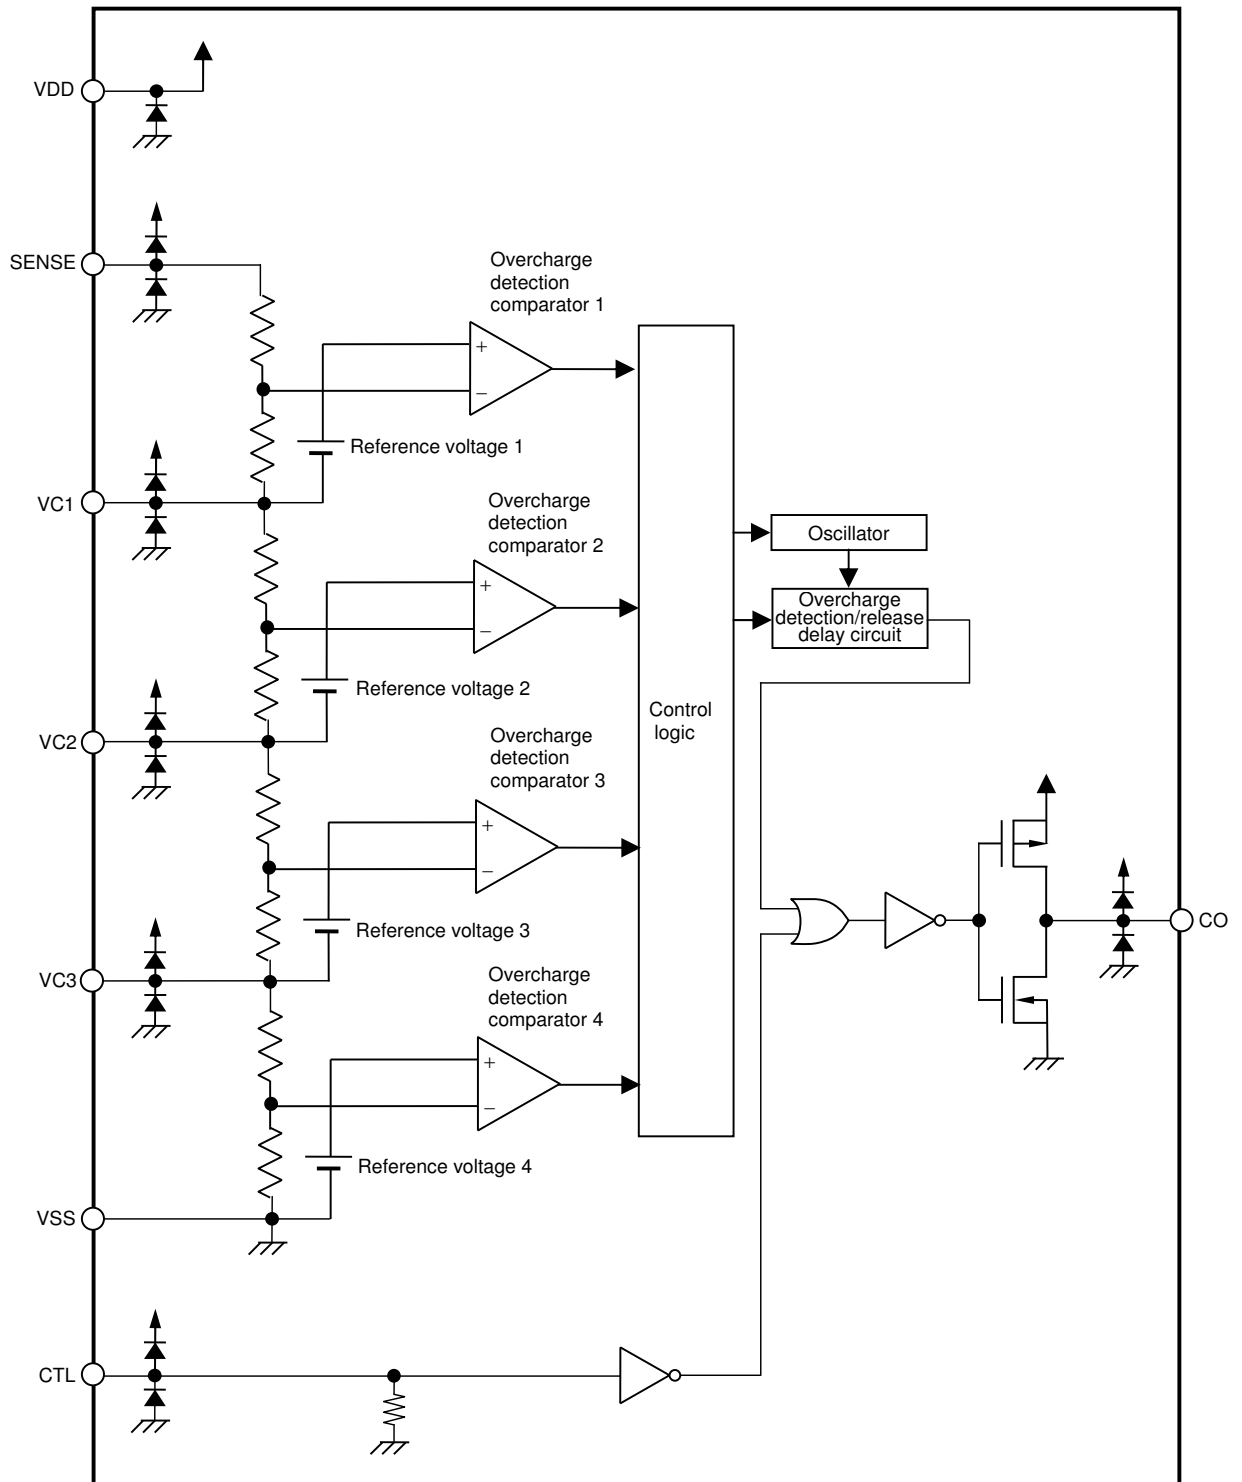 VDD
SENSE
Overcharge
detection
comparator 1
+
−
Reference voltage 1
VC1
Overcharge
detection
comparator 2
+
−
Oscillator
Overcharge
detection/release
delay circuit
Reference voltage 2
Control
logic
VC2
Overcharge
detection
comparator 3
+
−
Reference voltage 3
CO
VC3
Overcharge
detection
comparator 4
+
−
Reference voltage 4
VSS
CTL